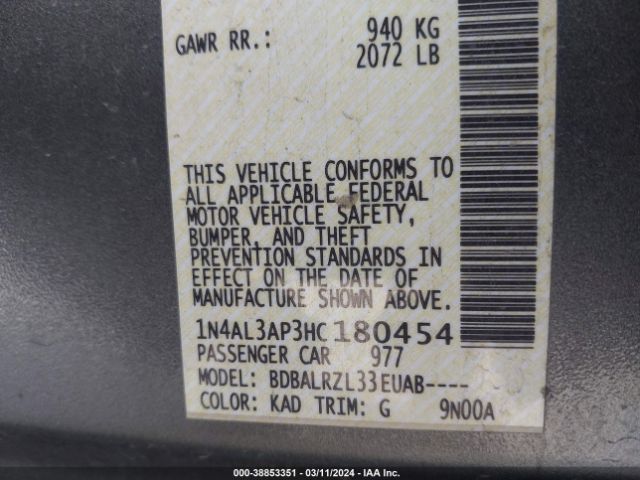 GAWR RR.: 940 KG
2072 LB
THIS VEHICLE CONFORMS TO
ALL APPLICABLE FEDERAL
MOTOR VEHICLE SAFETY,
BUMPER, AND THEFT
PREVENTION STANDARDS IN
EFFECT ON THE DATE OF
MANUFACTURE SHOWN ABOVE.
1N4AL3AP3HC180454
PASSENGER CAR 977
MODEL: BDBALRZL33EUAB----
COLOR: KAD TRIM: G 9N00A
000-38853351 | 03/11/2024 - IAA Inc.